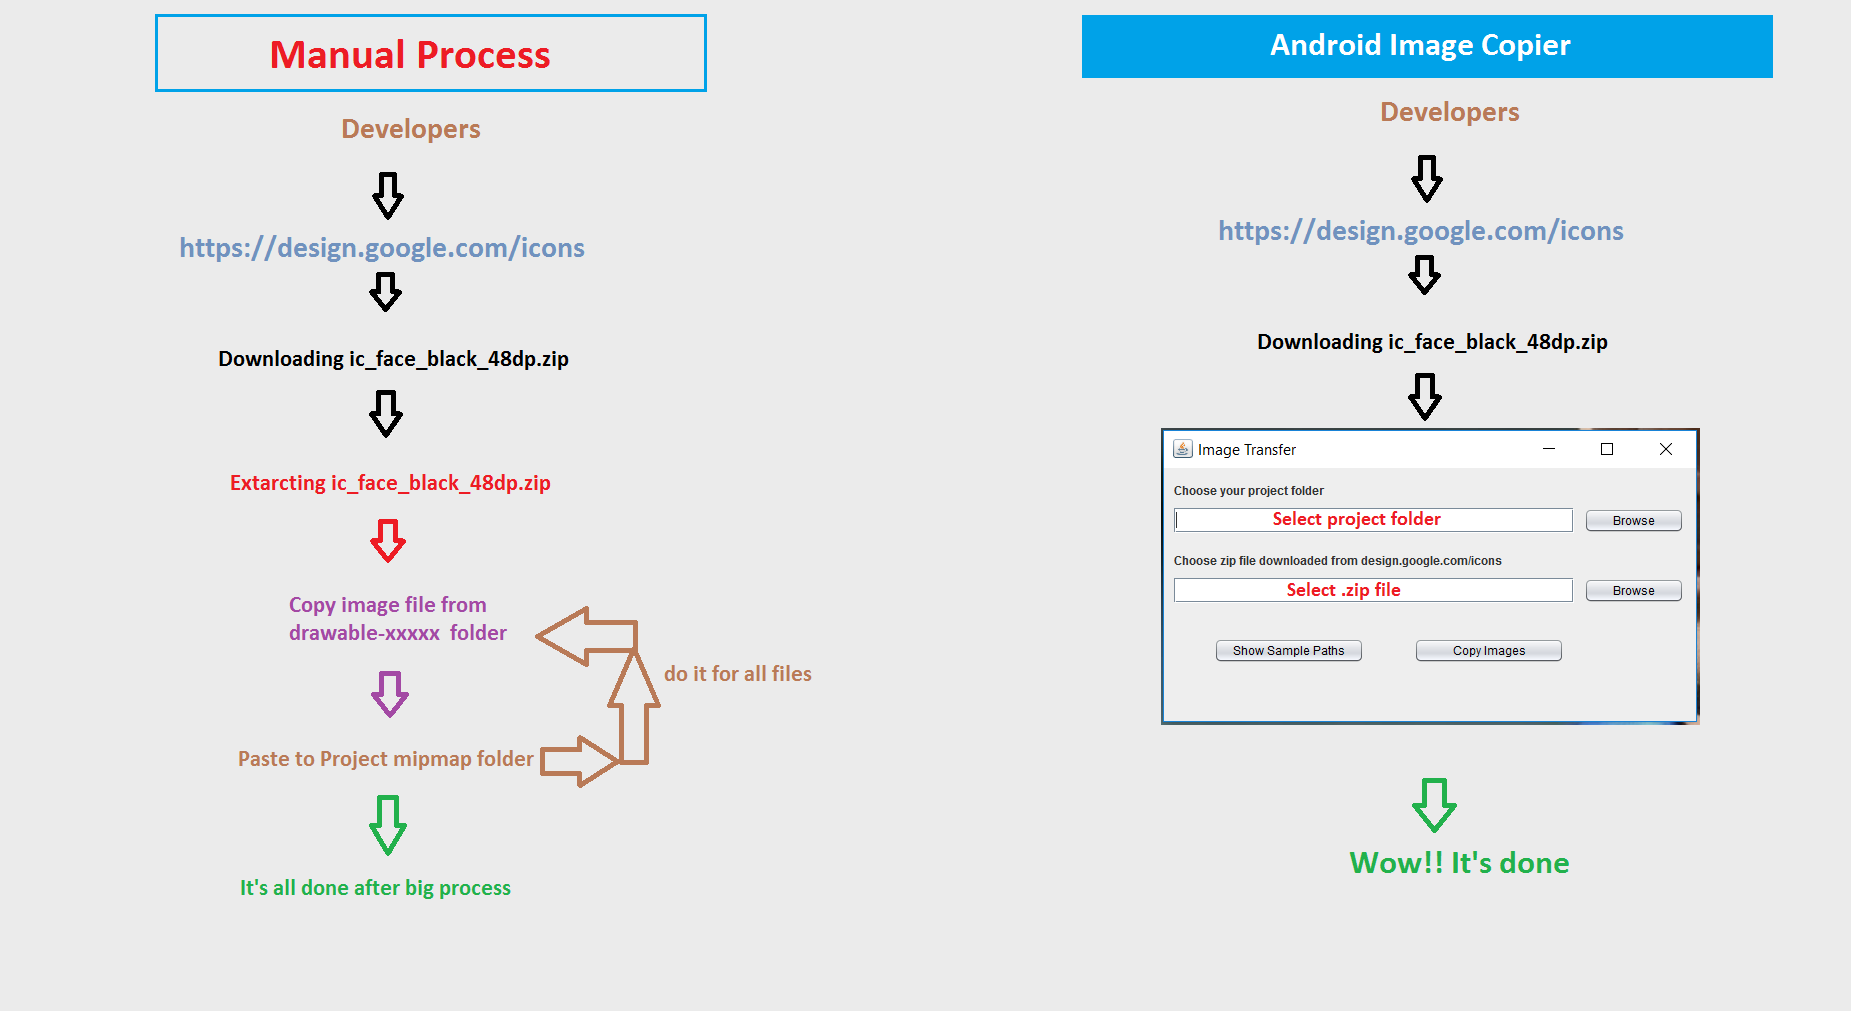 Manual Process
Developers
https://design.google.com/icons
Downloading ic_face_black_48dp.zip
Extarcting ic_face_black_48dp.zip
Copy image file from
drawable-xxxxx folder
do it for all files
Paste to Project mipmap folder
It's all done after big process
Android Image Copier
Developers
https://design.google.com/icons
Downloading ic_face_black_48dp.zip
Image Transfer
Choose your project folder
Select project folder
Browse
Choose zip file downloaded from design.google.com/icons
Select .zip file
Browse
Show Sample Paths
Copy Images
Wow!! It's done